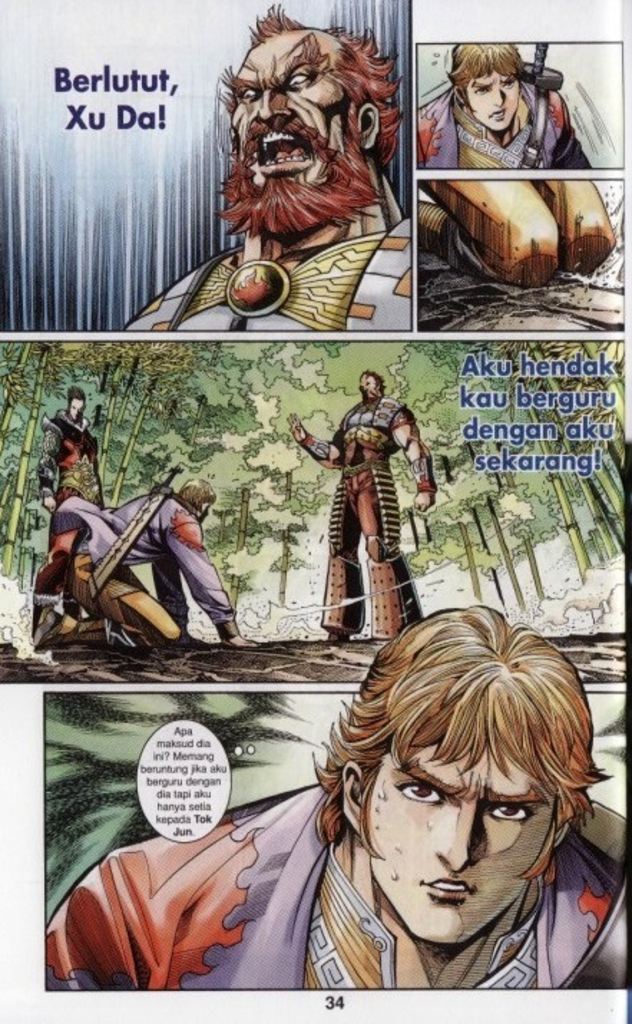 Berlutut,
Xu Da!
Aku hendak
kau berguru
dengan aku
sekarang!
Apa
maksud dia
ini? Memang
beruntung jika aku
berguru dengan
dia tapi aku
hanya setia
kepada Tok
Jun.
34